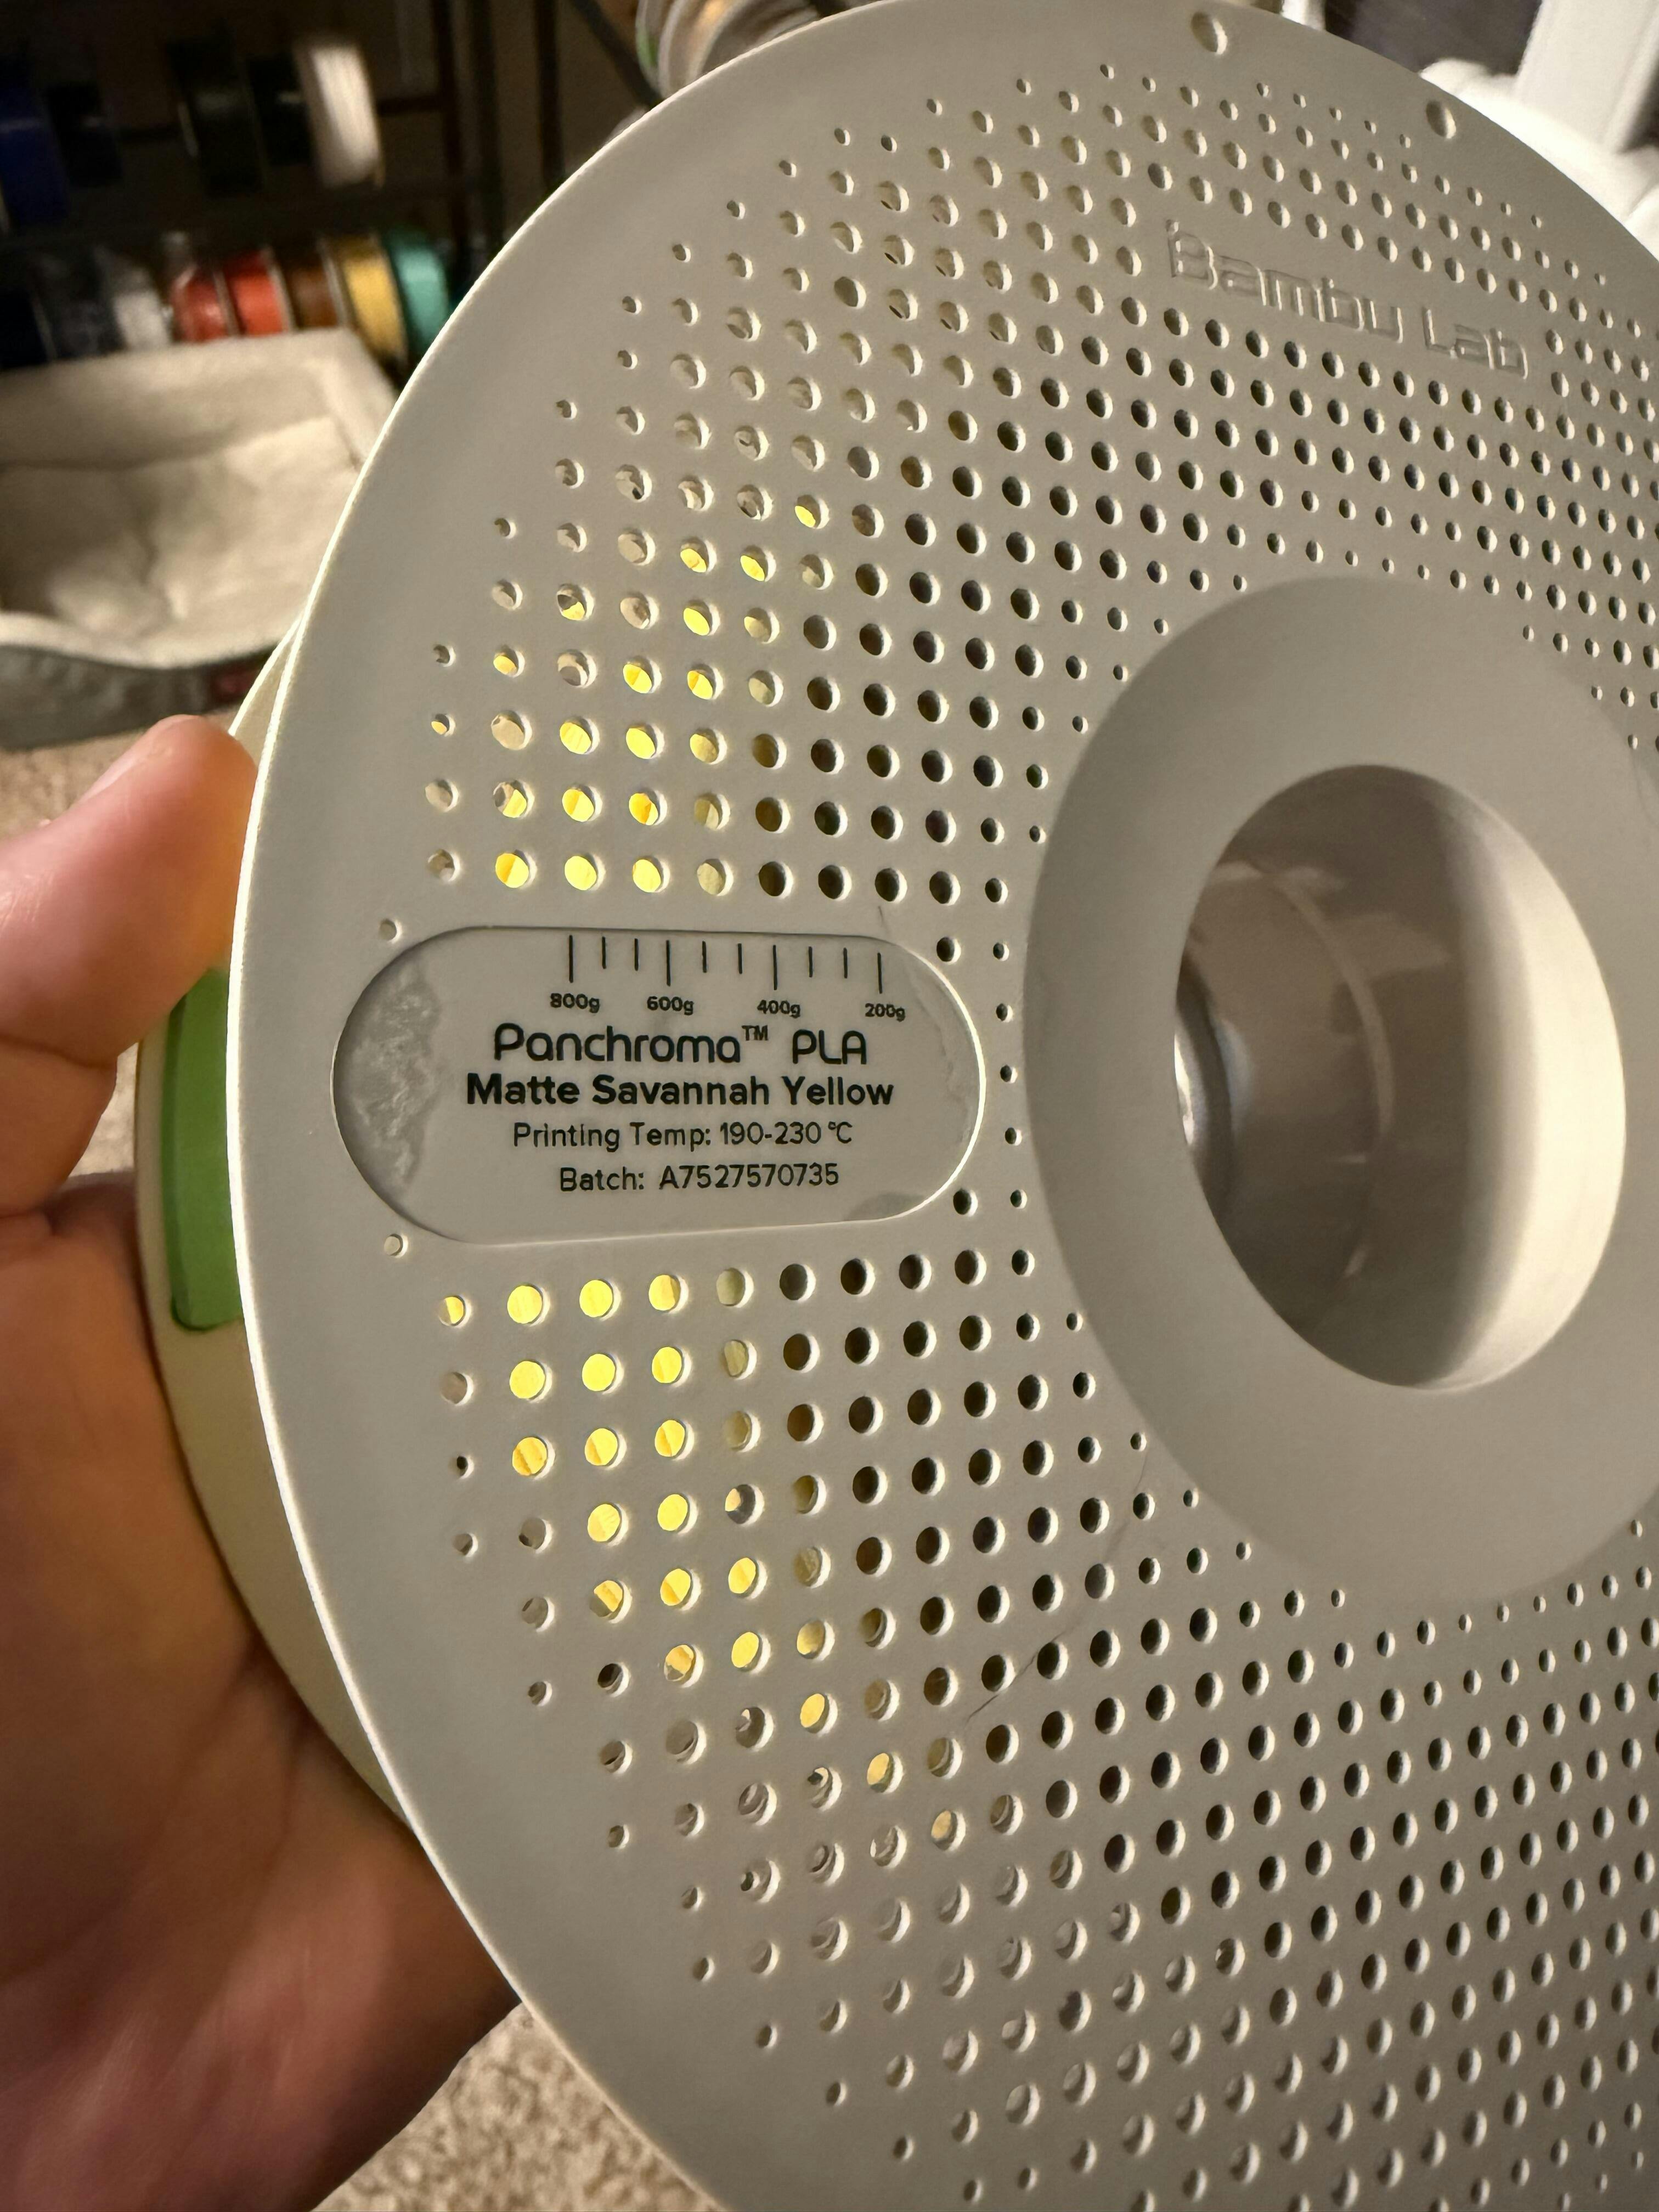 Bambu Lab
800g 600g 400g 200g
Panchroma™ PLA
Matte Savannah Yellow
Printing Temp: 190-230 ℃
Batch: A7527570735